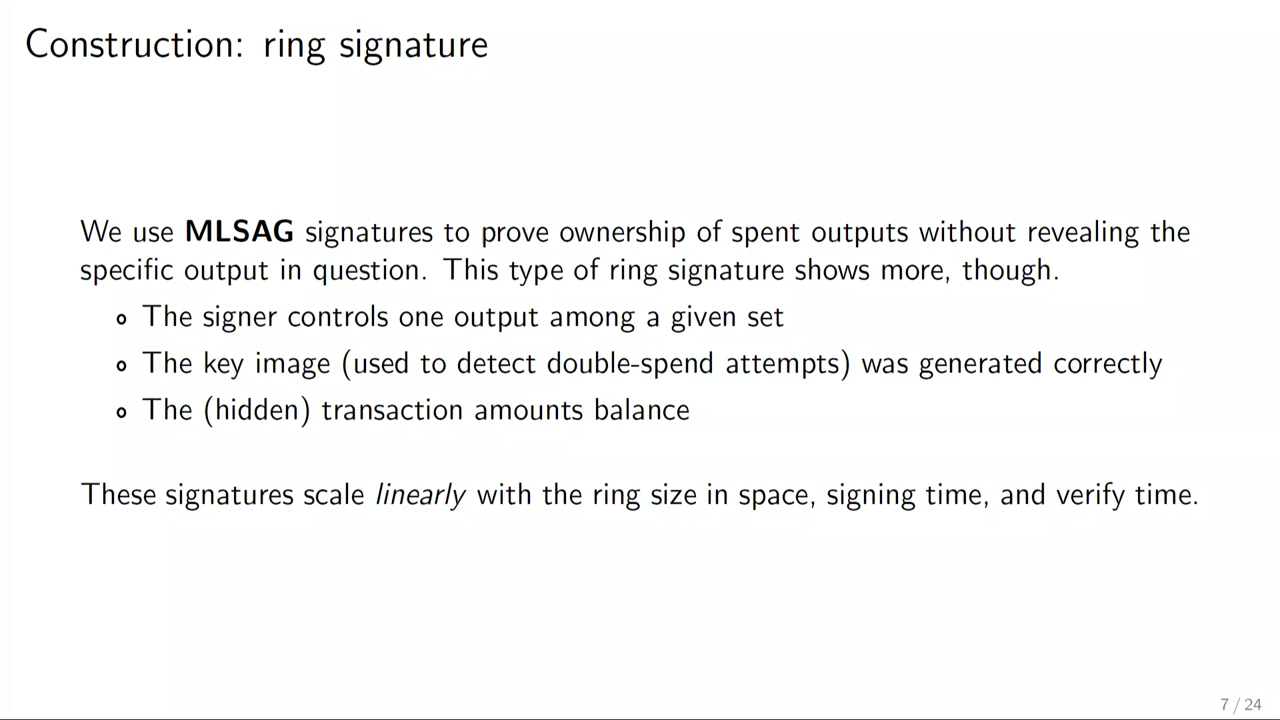 Construction: ring signature
We use MLSAG signatures to prove ownership of spent outputs without revealing the
specific output in question. This type of ring signature shows more, though.
The signer controls one output among a given set
The key image (used to detect double-spend attempts) was generated correctly
The (hidden) transaction amounts balance
These signatures scale linearly with the ring size in space, signing time, and verify time.
7 / 24